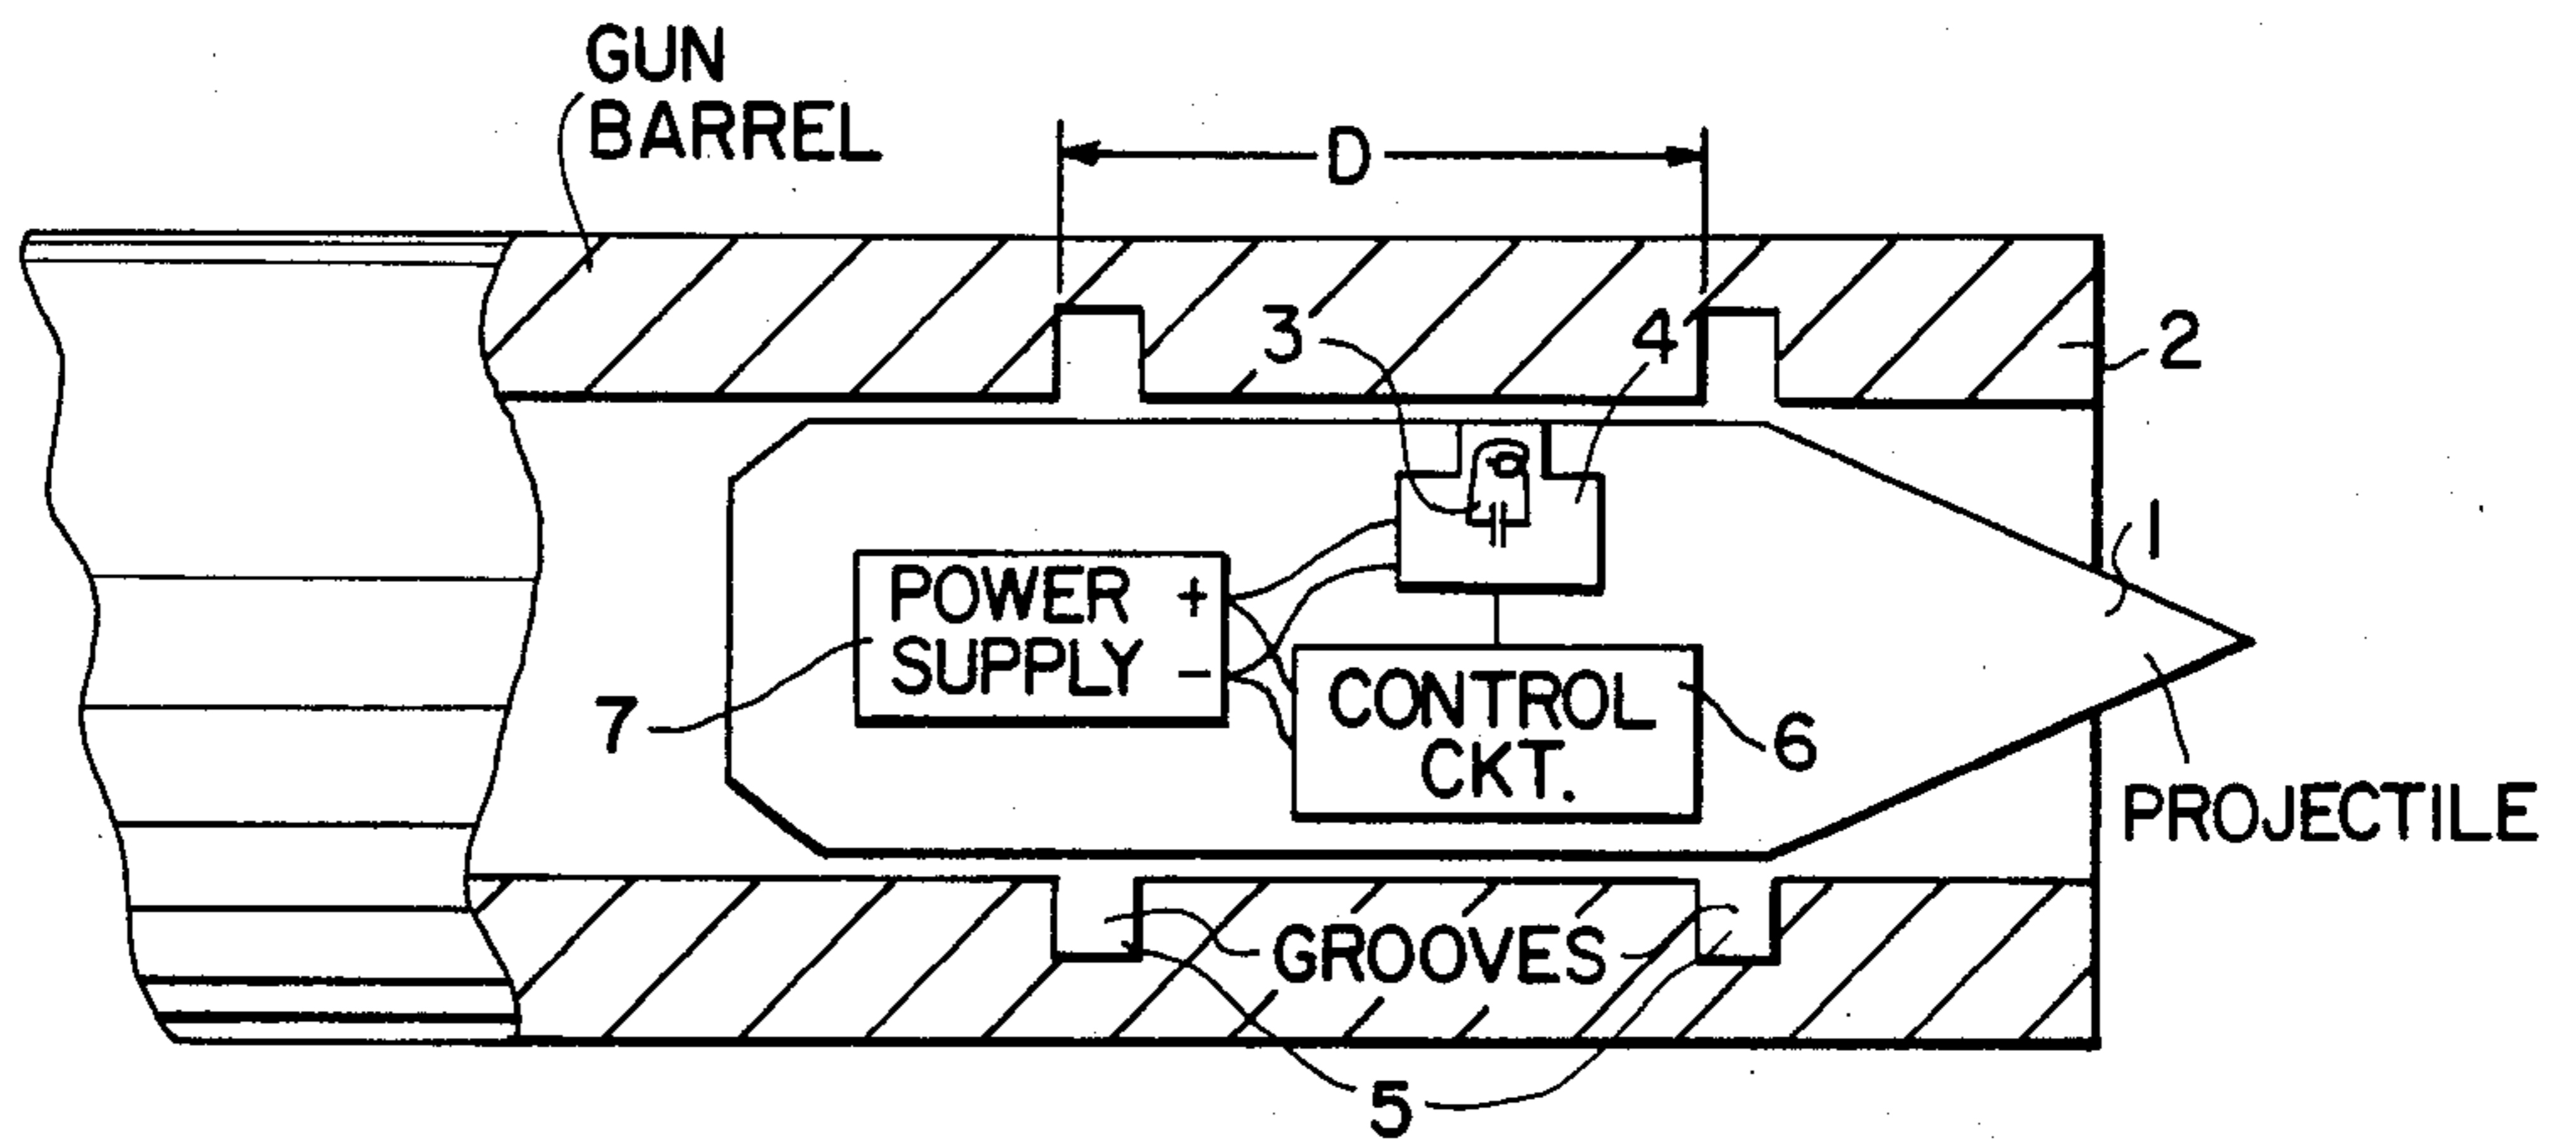 GUN
BARREL
D
3
4
2
1
POWER +
SUPPLY -
7
CONTROL
CKT.
6
PROJECTILE
GROOVES
5